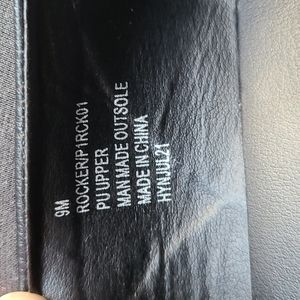 9M
ROCKER/P1RCK01
PU UPPER
MAN MADE OUTSOLE
MADE IN CHINA
HYNJUL21